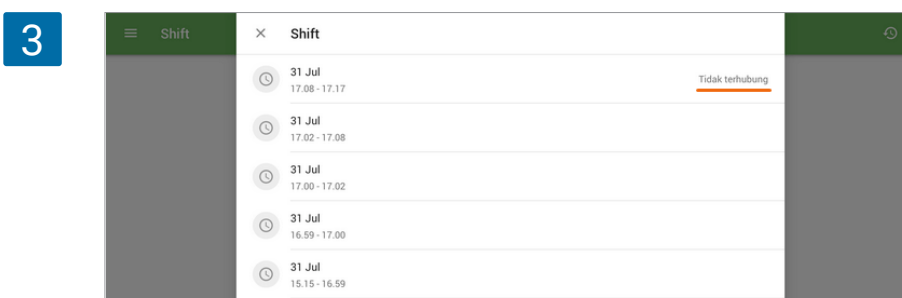 3
Shift
Shift
31 Jul
17.08 - 17.17
Tidak terhubung
31 Jul
17.02 - 17.08
31 Jul
17.00 - 17.02
31 Jul
16.59 - 17.00
31 Jul
15.15 - 16.59